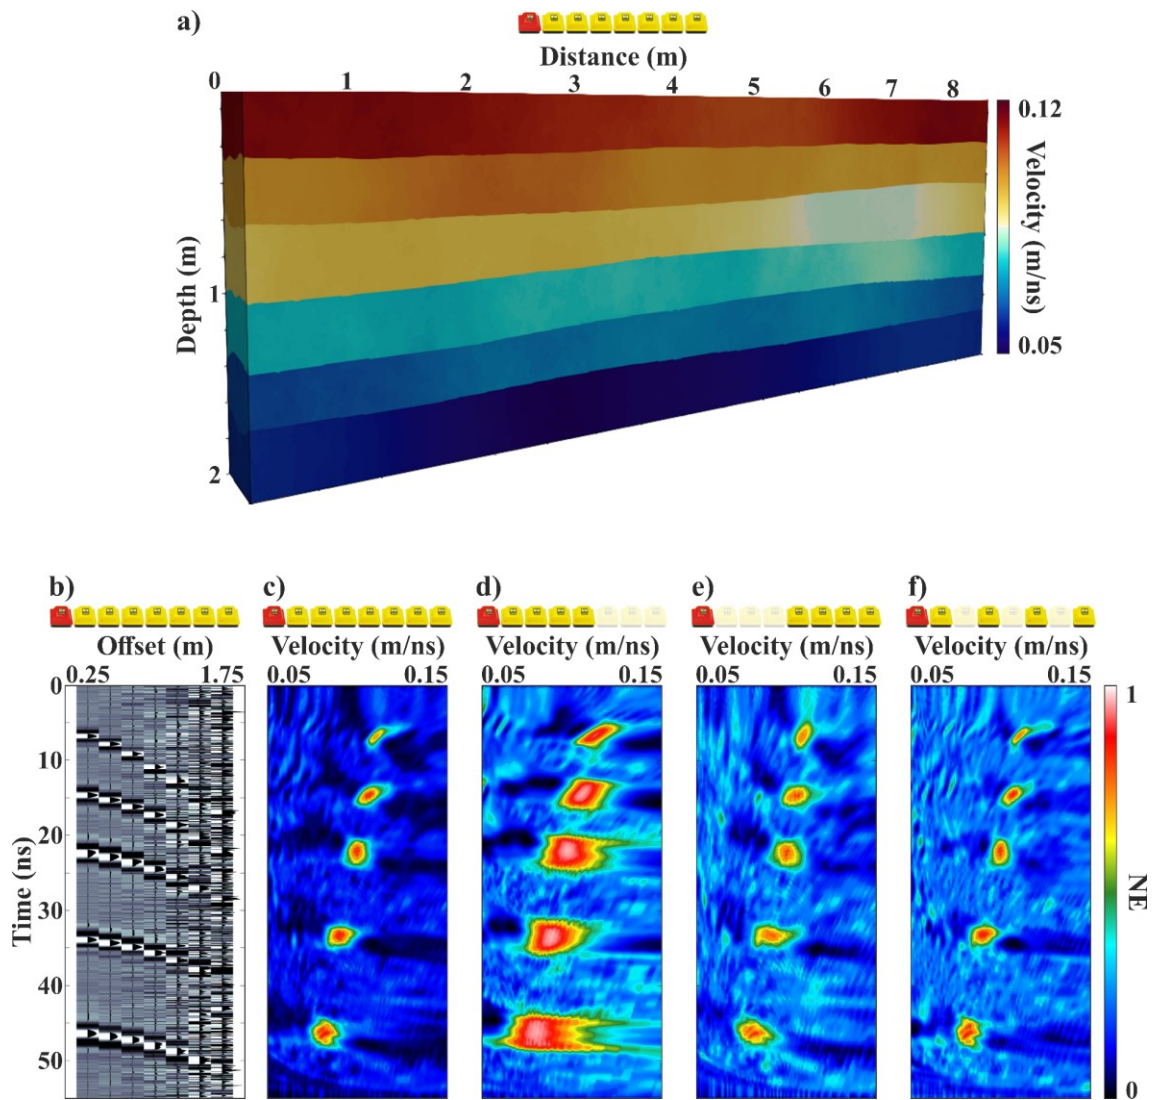 a)
Distance (m)
0 1 2 3 4 5 6 7 8
0.12
Velocity (m/ns)
0.05
Depth (m)
1
2
b) c) d) e) f)
Offset (m) Velocity (m/ns) Velocity (m/ns) Velocity (m/ns) Velocity (m/ns)
0.25 1.75 0.05 0.15 0.05 0.15 0.05 0.15 0.05 0.15
0
10
20
30
40
50
Time (ns)
1
NE
0